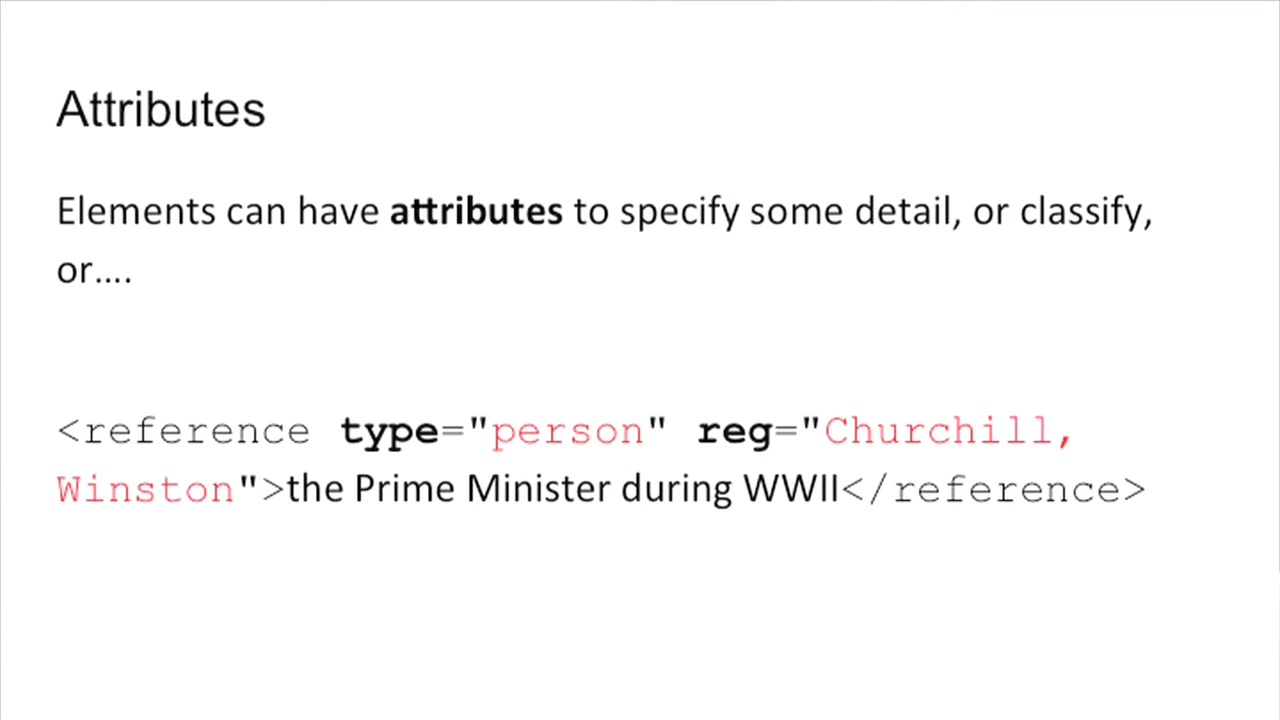 Attributes
Elements can have attributes to specify some detail, or classify,
or....
<reference type="person" reg="Churchill,
Winston">the Prime Minister during WWII</reference>